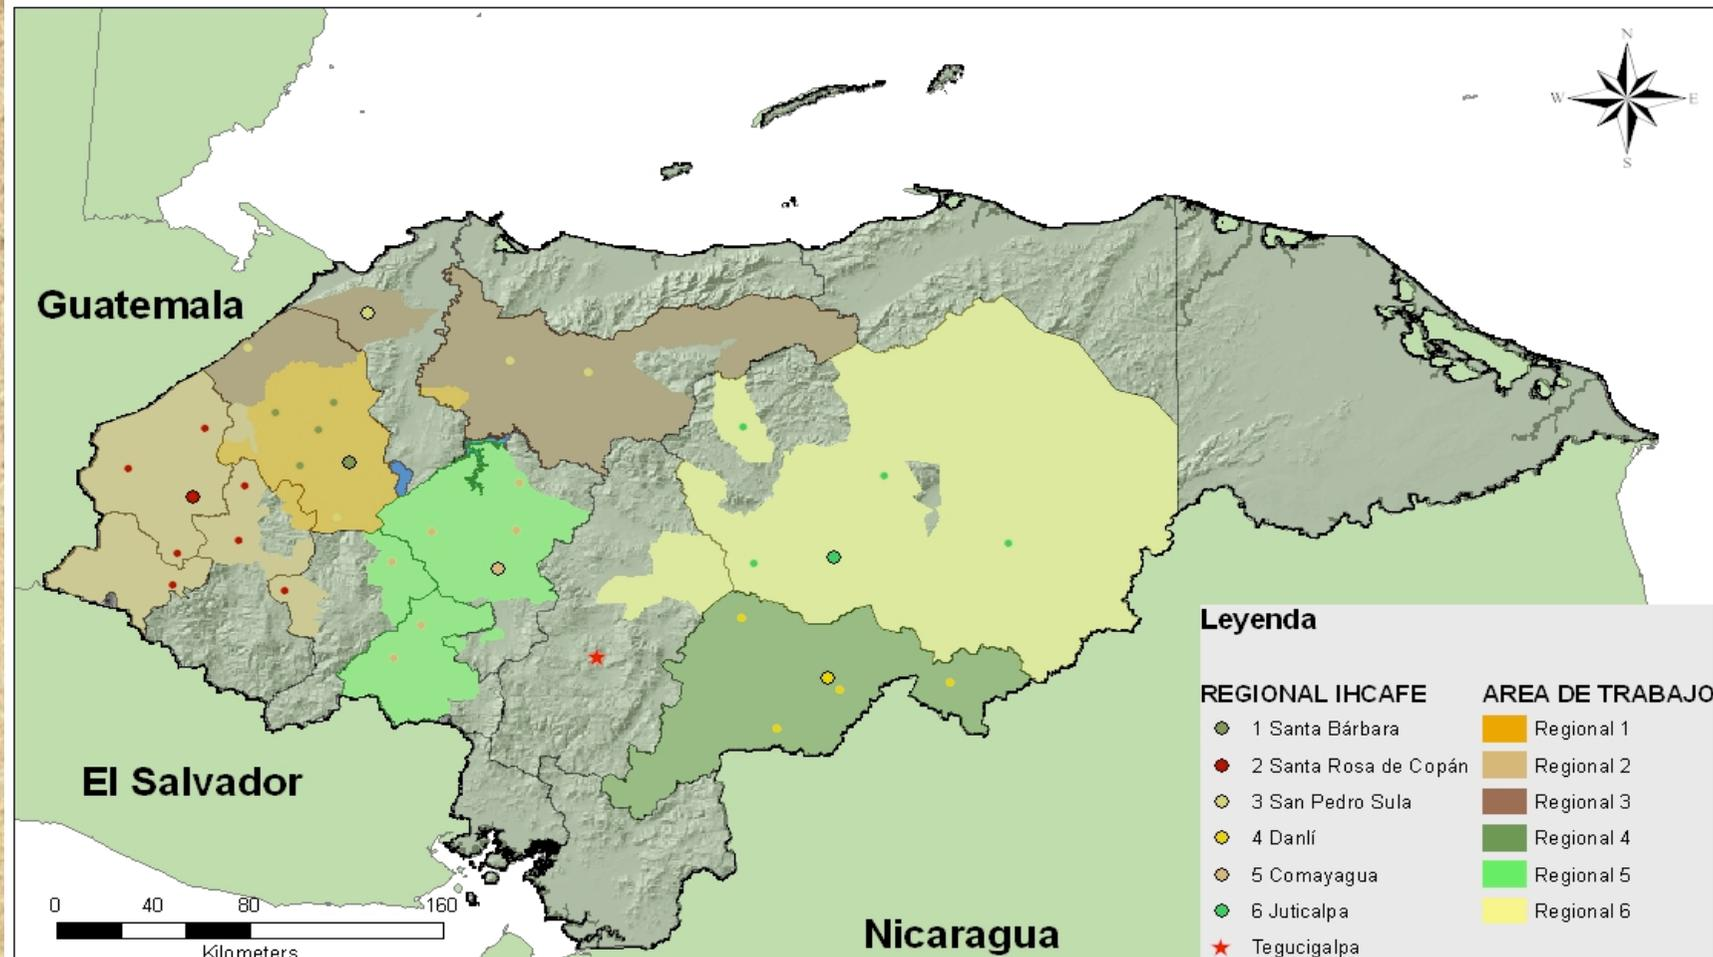 N
W E
S
Guatemala
El Salvador
Nicaragua
0 40 80 160
Kilometers
Leyenda
REGIONAL IHCAFE
1 Santa Bárbara
2 Santa Rosa de Copán
3 San Pedro Sula
4 Danlí
5 Comayagua
6 Juticalpa
Tegucigalpa
AREA DE TRABAJO
Regional 1
Regional 2
Regional 3
Regional 4
Regional 5
Regional 6